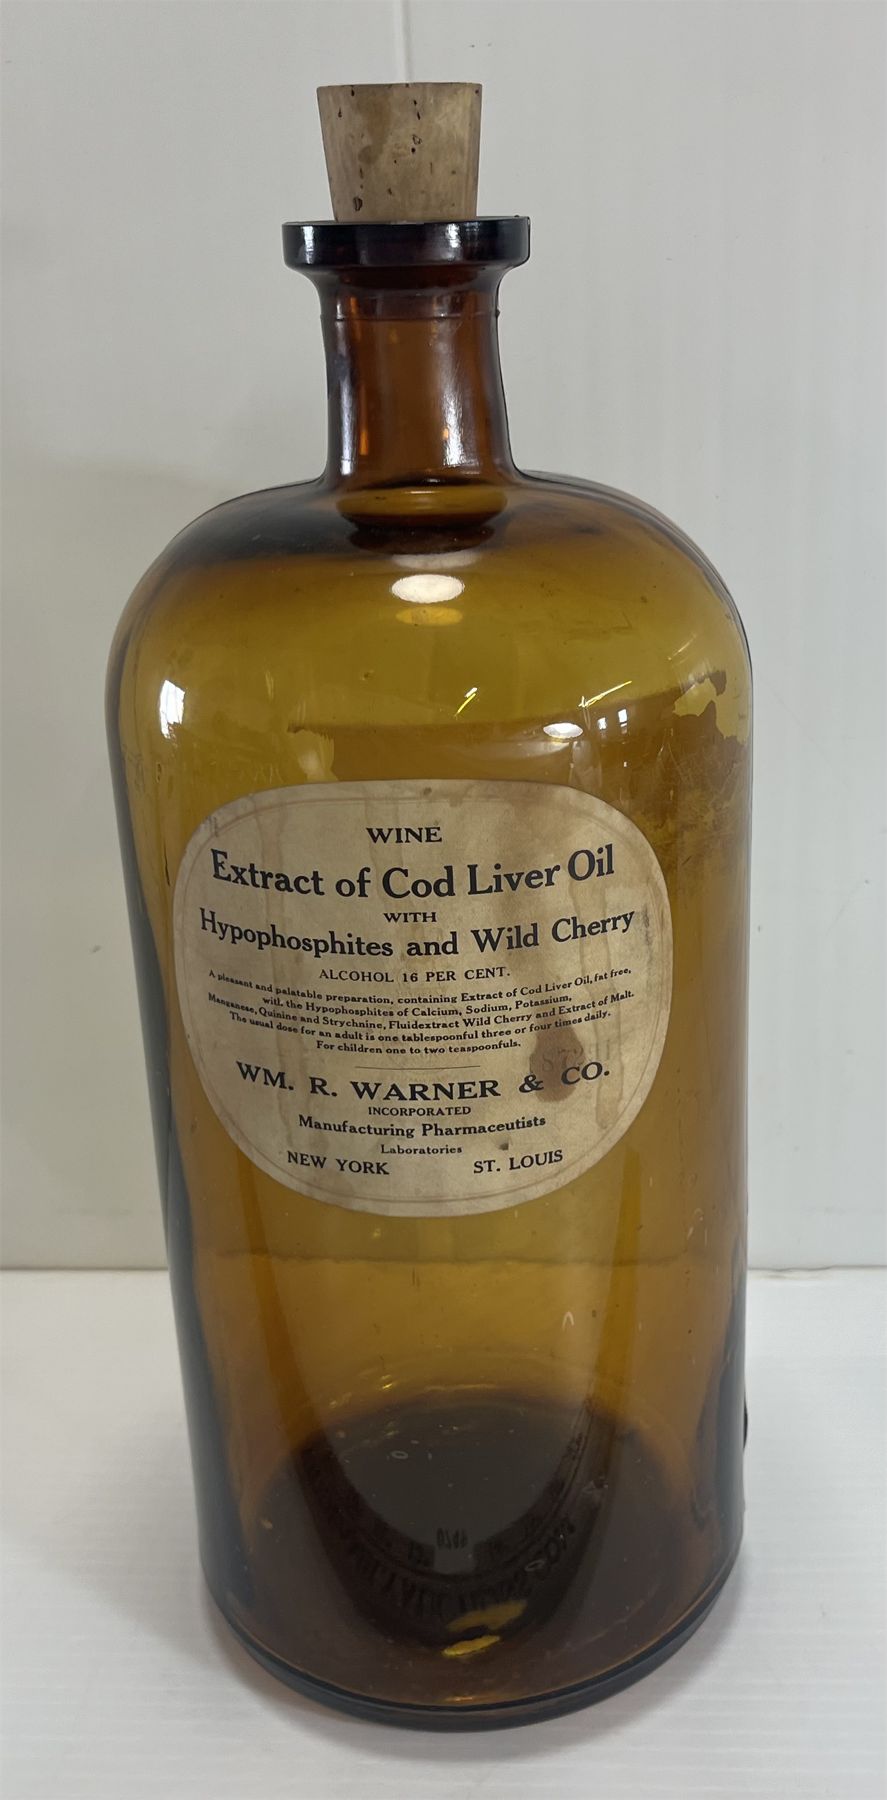 WINE
Extract of Cod Liver Oil
WITH
Hypophosphites and Wild Cherry
ALCOHOL 16 PER CENT.
A pleasant and palatable preparation, containing Extract of Cod Liver Oil, fat free,
with the Hypophosphites of Calcium, Sodium, Potassium,
Manganese, Quinine and Strychnine, Fluidextract Wild Cherry and Extract of Malt.
The usual dose for an adult is one tablespoonful three or four times daily.
For children one to two teaspoonfuls.
WM. R. WARNER & CO.
INCORPORATED
Manufacturing Pharmaceutists
Laboratories
NEW YORK ST. LOUIS